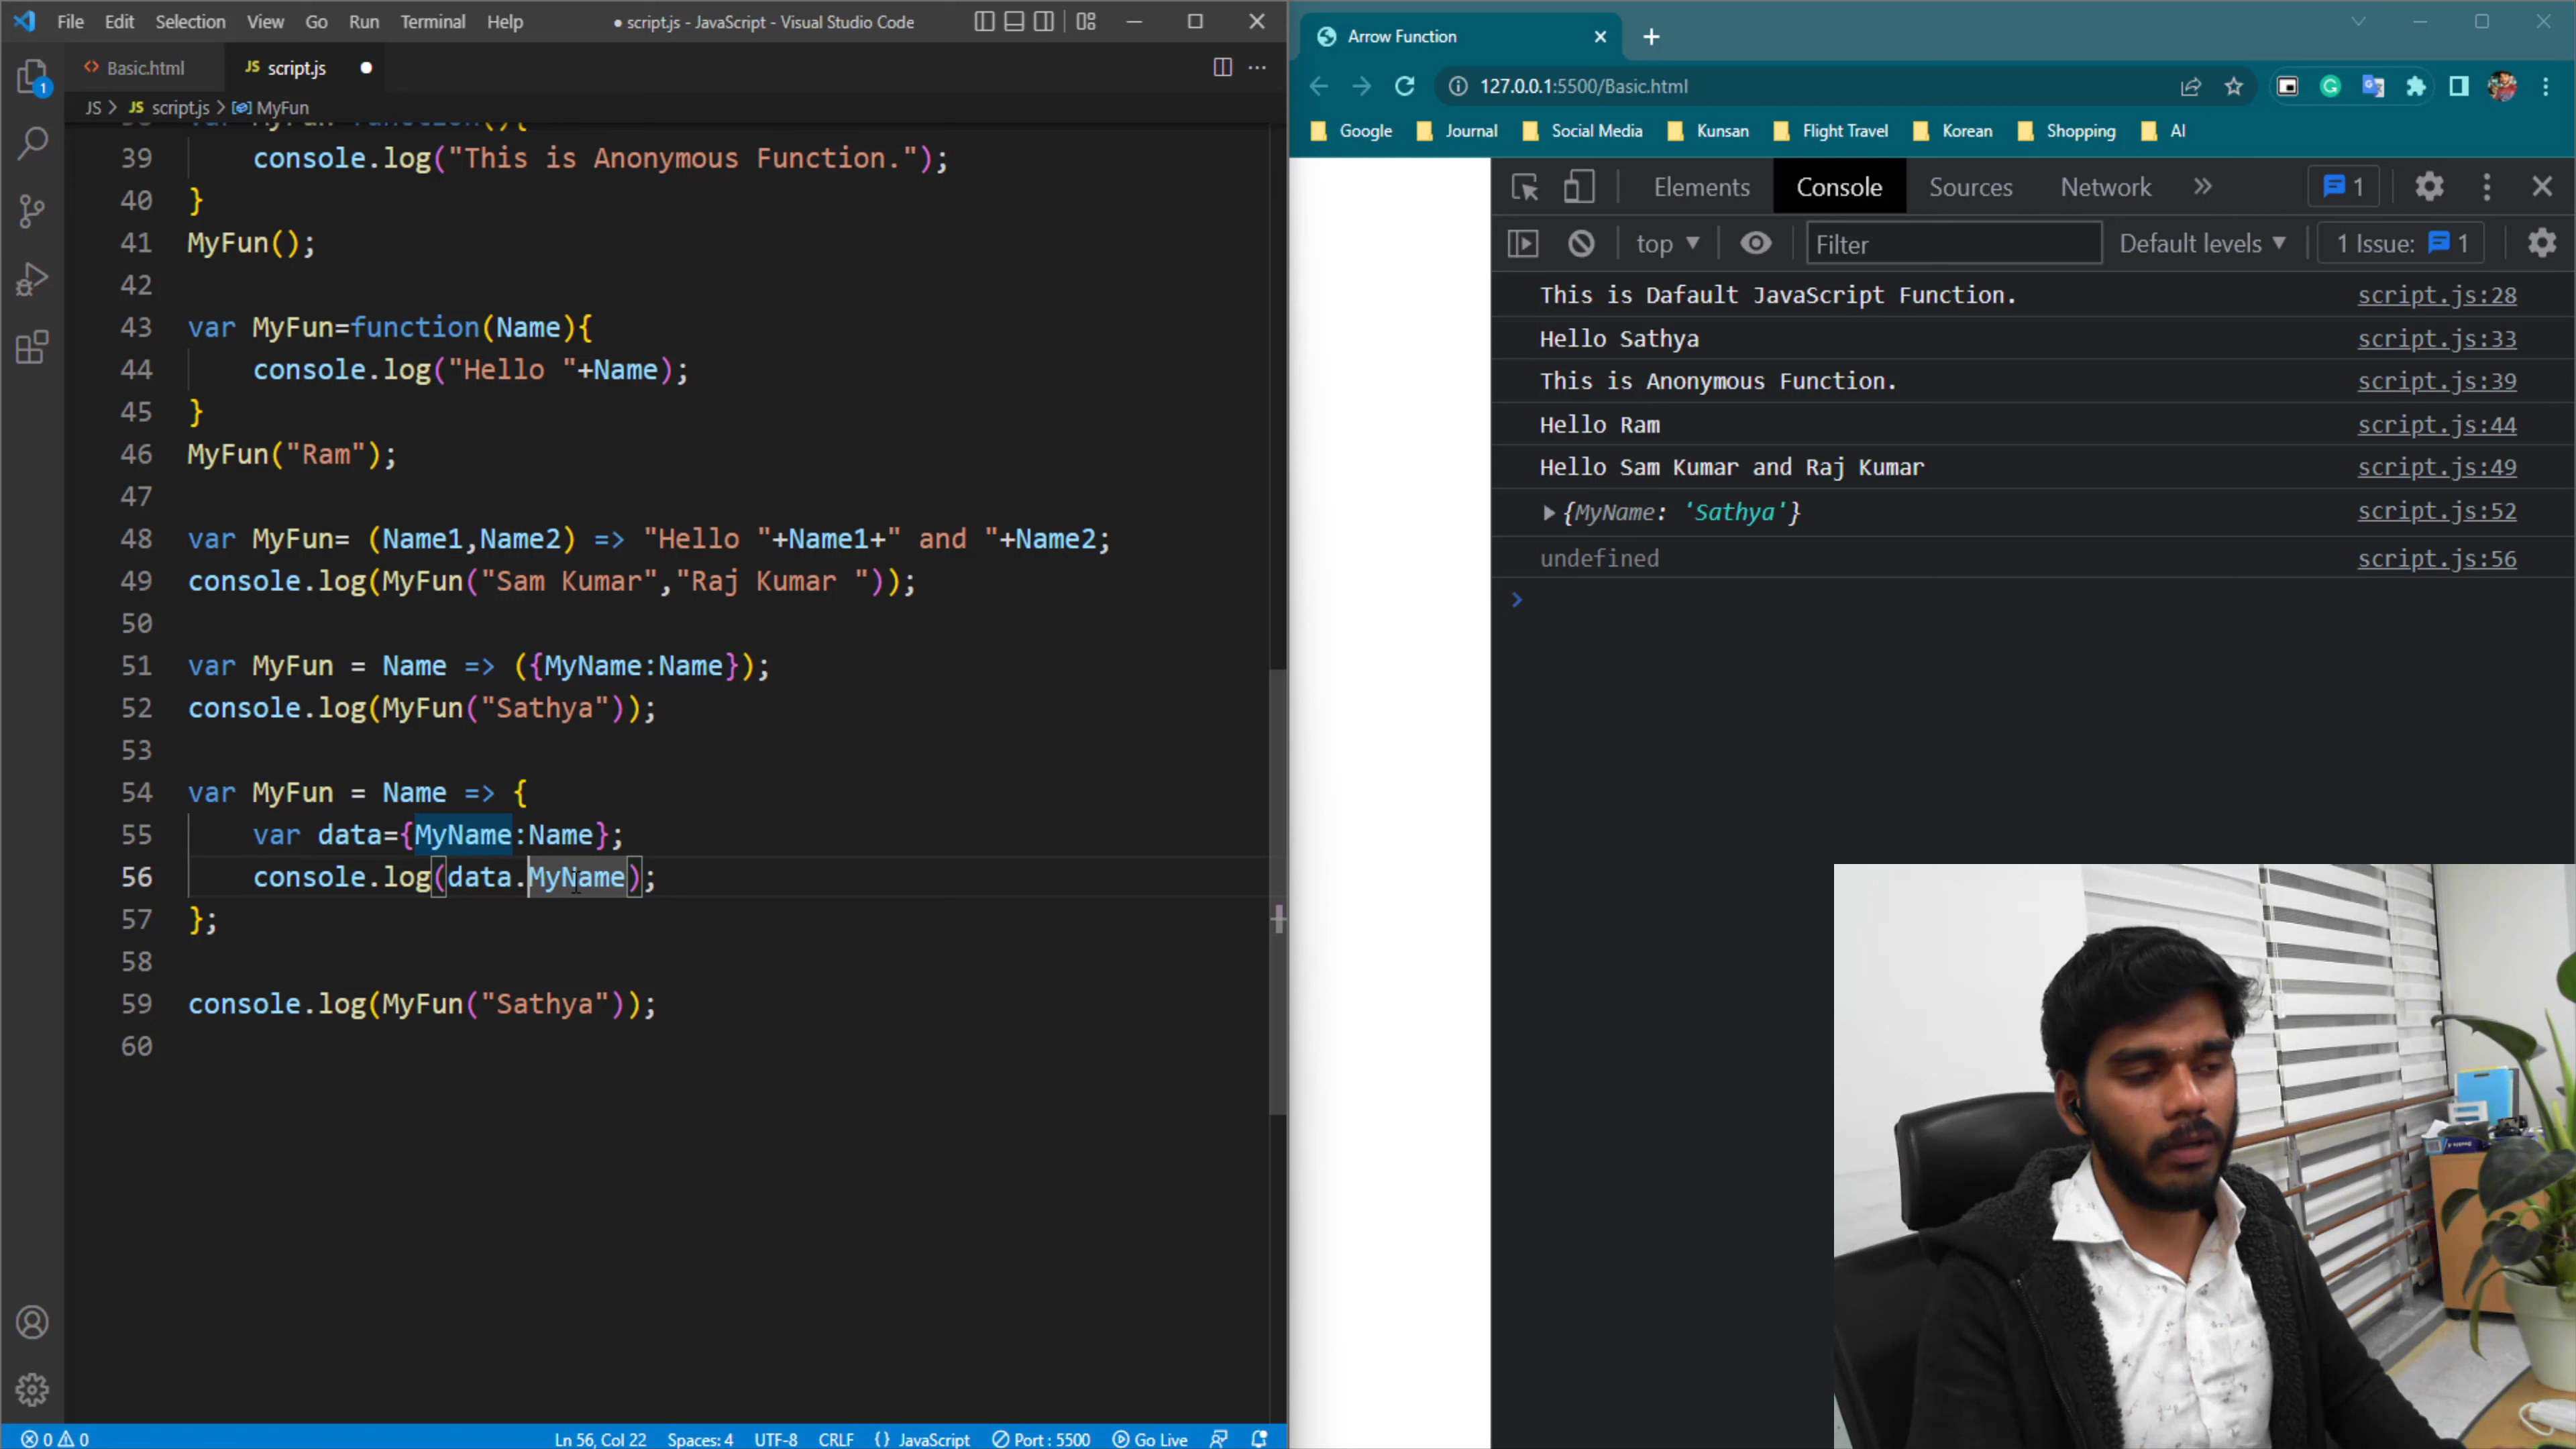 File Edit Selection View Go Run Terminal Help
● script.js - JavaScript - Visual Studio Code
Basic.html
JS script.js
JS > JS script.js > MyFun
1
39 console.log("This is Anonymous Function.");
40 }
41 MyFun();
42
43 var MyFun=function(Name){
44 console.log("Hello "+Name);
45 }
46 MyFun("Ram");
47
48 var MyFun= (Name1,Name2) => "Hello "+Name1+" and "+Name2;
49 console.log(MyFun("Sam Kumar","Raj Kumar "));
50
51 var MyFun = Name => ({MyName:Name});
52 console.log(MyFun("Sathya"));
53
54 var MyFun = Name => {
55 var data={MyName:Name};
56 console.log(data.MyName);
57 };
58
59 console.log(MyFun("Sathya"));
60
0 0 Ln 56, Col 22 Spaces: 4 UTF-8 CRLF {} JavaScript Port : 5500 Go Live
Arrow Function
127.0.0.1:5500/Basic.html
Google Journal Social Media Kunsan Flight Travel Korean Shopping AI
Elements Console Sources Network » 1
top Filter Default levels 1 Issue: 1
This is Dafault JavaScript Function. script.js:28
Hello Sathya script.js:33
This is Anonymous Function. script.js:39
Hello Ram script.js:44
Hello Sam Kumar and Raj Kumar script.js:49
{MyName: 'Sathya'} script.js:52
undefined script.js:56